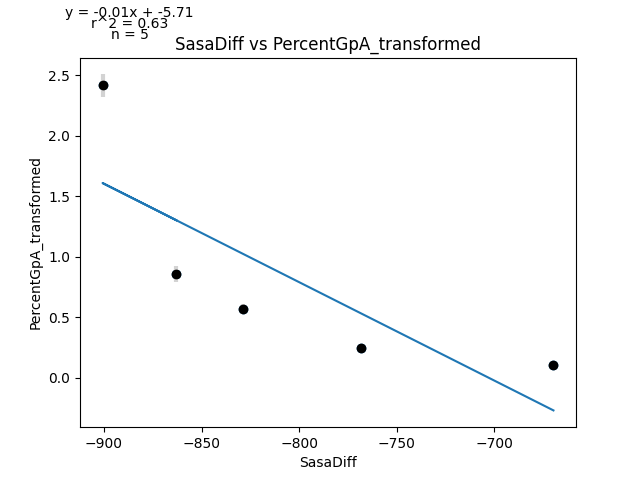 y = -0.01x + -5.71
r^2 = 0.63
n = 5
SasaDiff vs PercentGpA_transformed
PercentGpA_transformed
2.5
2.0
1.5
1.0
0.5
0.0
−900
−850
−800
−750
−700
SasaDiff